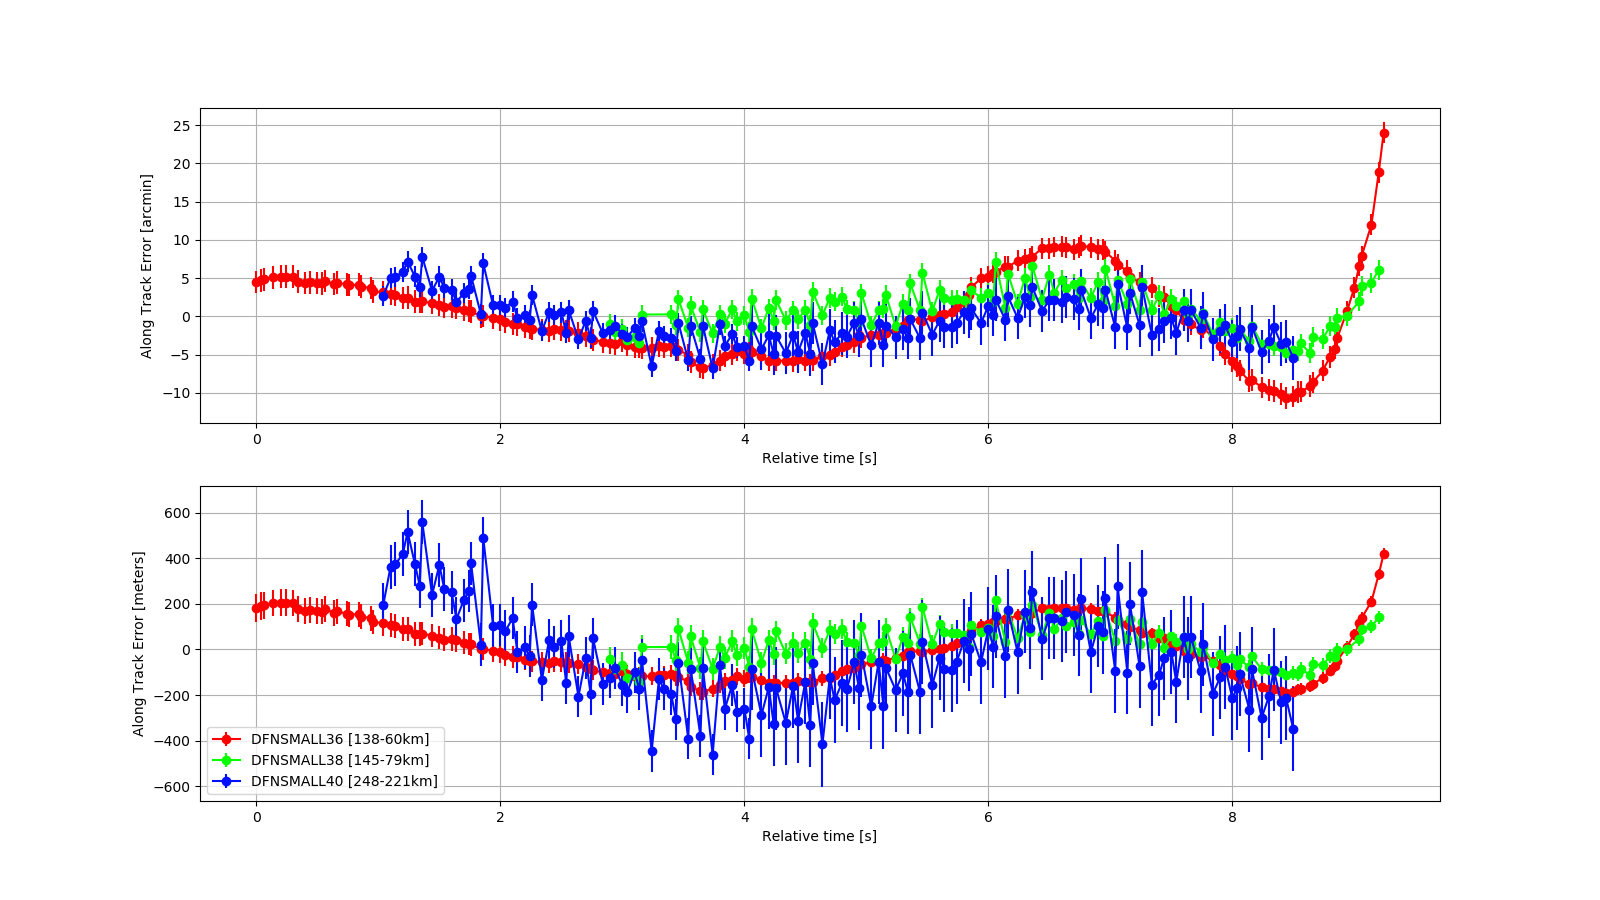 25
20
15
10
5
0
−5
−10
Along Track Error [arcmin]
0 2 4 6 8
Relative time [s]
600
400
200
0
−200
−400
−600
Along Track Error [meters]
DFNSMALL36 [138-60km]
DFNSMALL38 [145-79km]
DFNSMALL40 [248-221km]
0 2 4 6 8
Relative time [s]